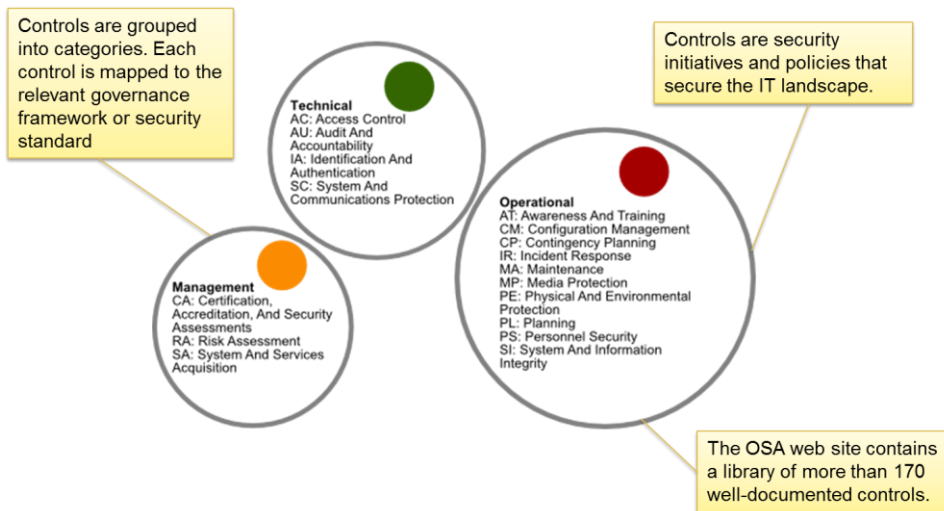 Controls are grouped
into categories. Each
control is mapped to the
relevant governance
framework or security
standard
Technical
AC: Access Control
AU: Audit And
Accountability
IA: Identification And
Authentication
SC: System And
Communications Protection
Controls are security
initiatives and policies that
secure the IT landscape.
Operational
AT: Awareness And Training
CM: Configuration Management
CP: Contingency Planning
IR: Incident Response
MA: Maintenance
MP: Media Protection
PE: Physical And Environmental
Protection
PL: Planning
PS: Personnel Security
SI: System And Information
Integrity
Management
CA: Certification,
Accreditation, And Security
Assessments
RA: Risk Assessment
SA: System And Services
Acquisition
The OSA web site contains
a library of more than 170
well-documented controls.